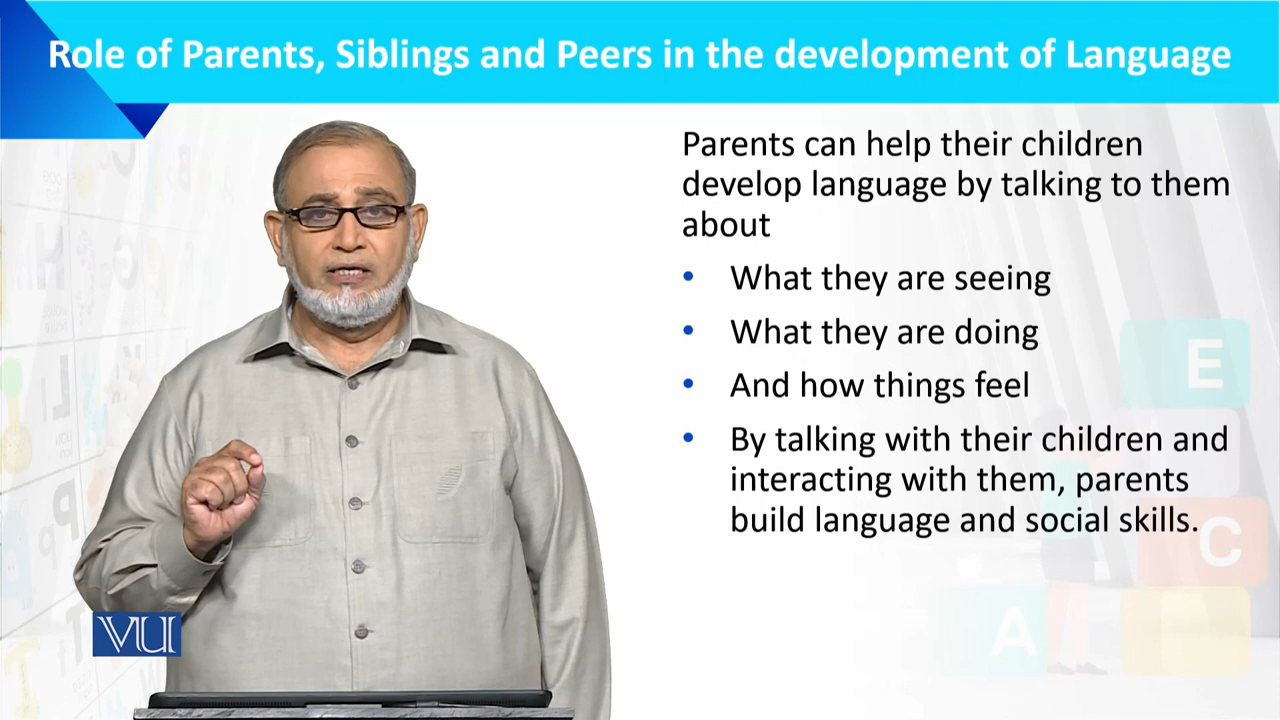 Role of Parents, Siblings and Peers in the development of Language
Parents can help their children
develop language by talking to them
about
• What they are seeing
• What they are doing
• And how things feel
• By talking with their children and
interacting with them, parents
build language and social skills.
VU
E
C
A